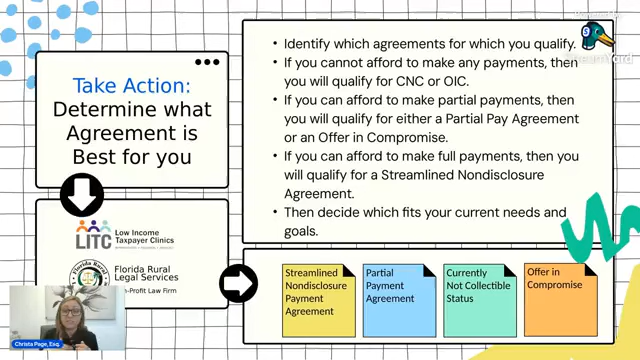 Take Action:
Determine what
Agreement is
Best for you
• Identify which agreements for which you qualify.
• If you cannot afford to make any payments, then
you will qualify for CNC or OIC.
• If you can afford to make partial payments, then
you will qualify for either a Partial Pay Agreement
or an Offer in Compromise.
• If you can afford to make full payments, then you
will qualify for a Streamlined Nondisclosure
Agreement.
• Then decide which fits your current needs and
goals.
LITC
Low Income
Taxpayer Clinics
Florida Rural
Legal Services
Profit Law Firm
Streamlined
Nondisclosure
Payment
Agreement
Partial
Payment
Agreement
Currently
Not Collectible
Status
Offer in
Compromise
Christa Page, Esq.